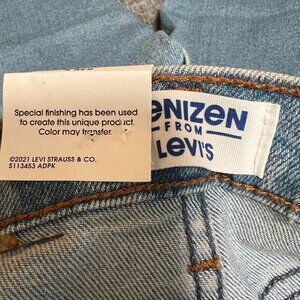 Special finishing has been used
to create this unique product.
Color may transfer.
©2021 LEVI STRAUSS & CO.
5113453 ADPK
ENIZEN
FROM
LEVI'S